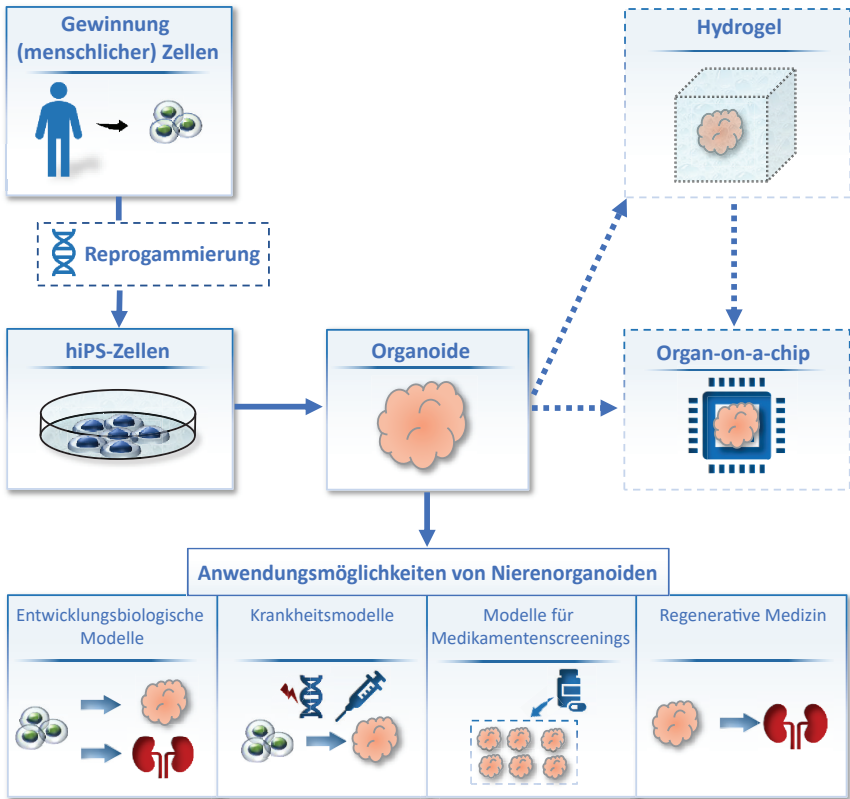 Gewinnung
(menschlicher) Zellen
Hydrogel
Reprogammierung
hiPS-Zellen
Organoide
Organ-on-a-chip
Anwendungsmöglichkeiten von Nierenorganoiden
Entwicklungsbiologische
Modelle
Krankheitsmodelle
Modelle für
Medikamentenscreenings
Regenerative Medizin